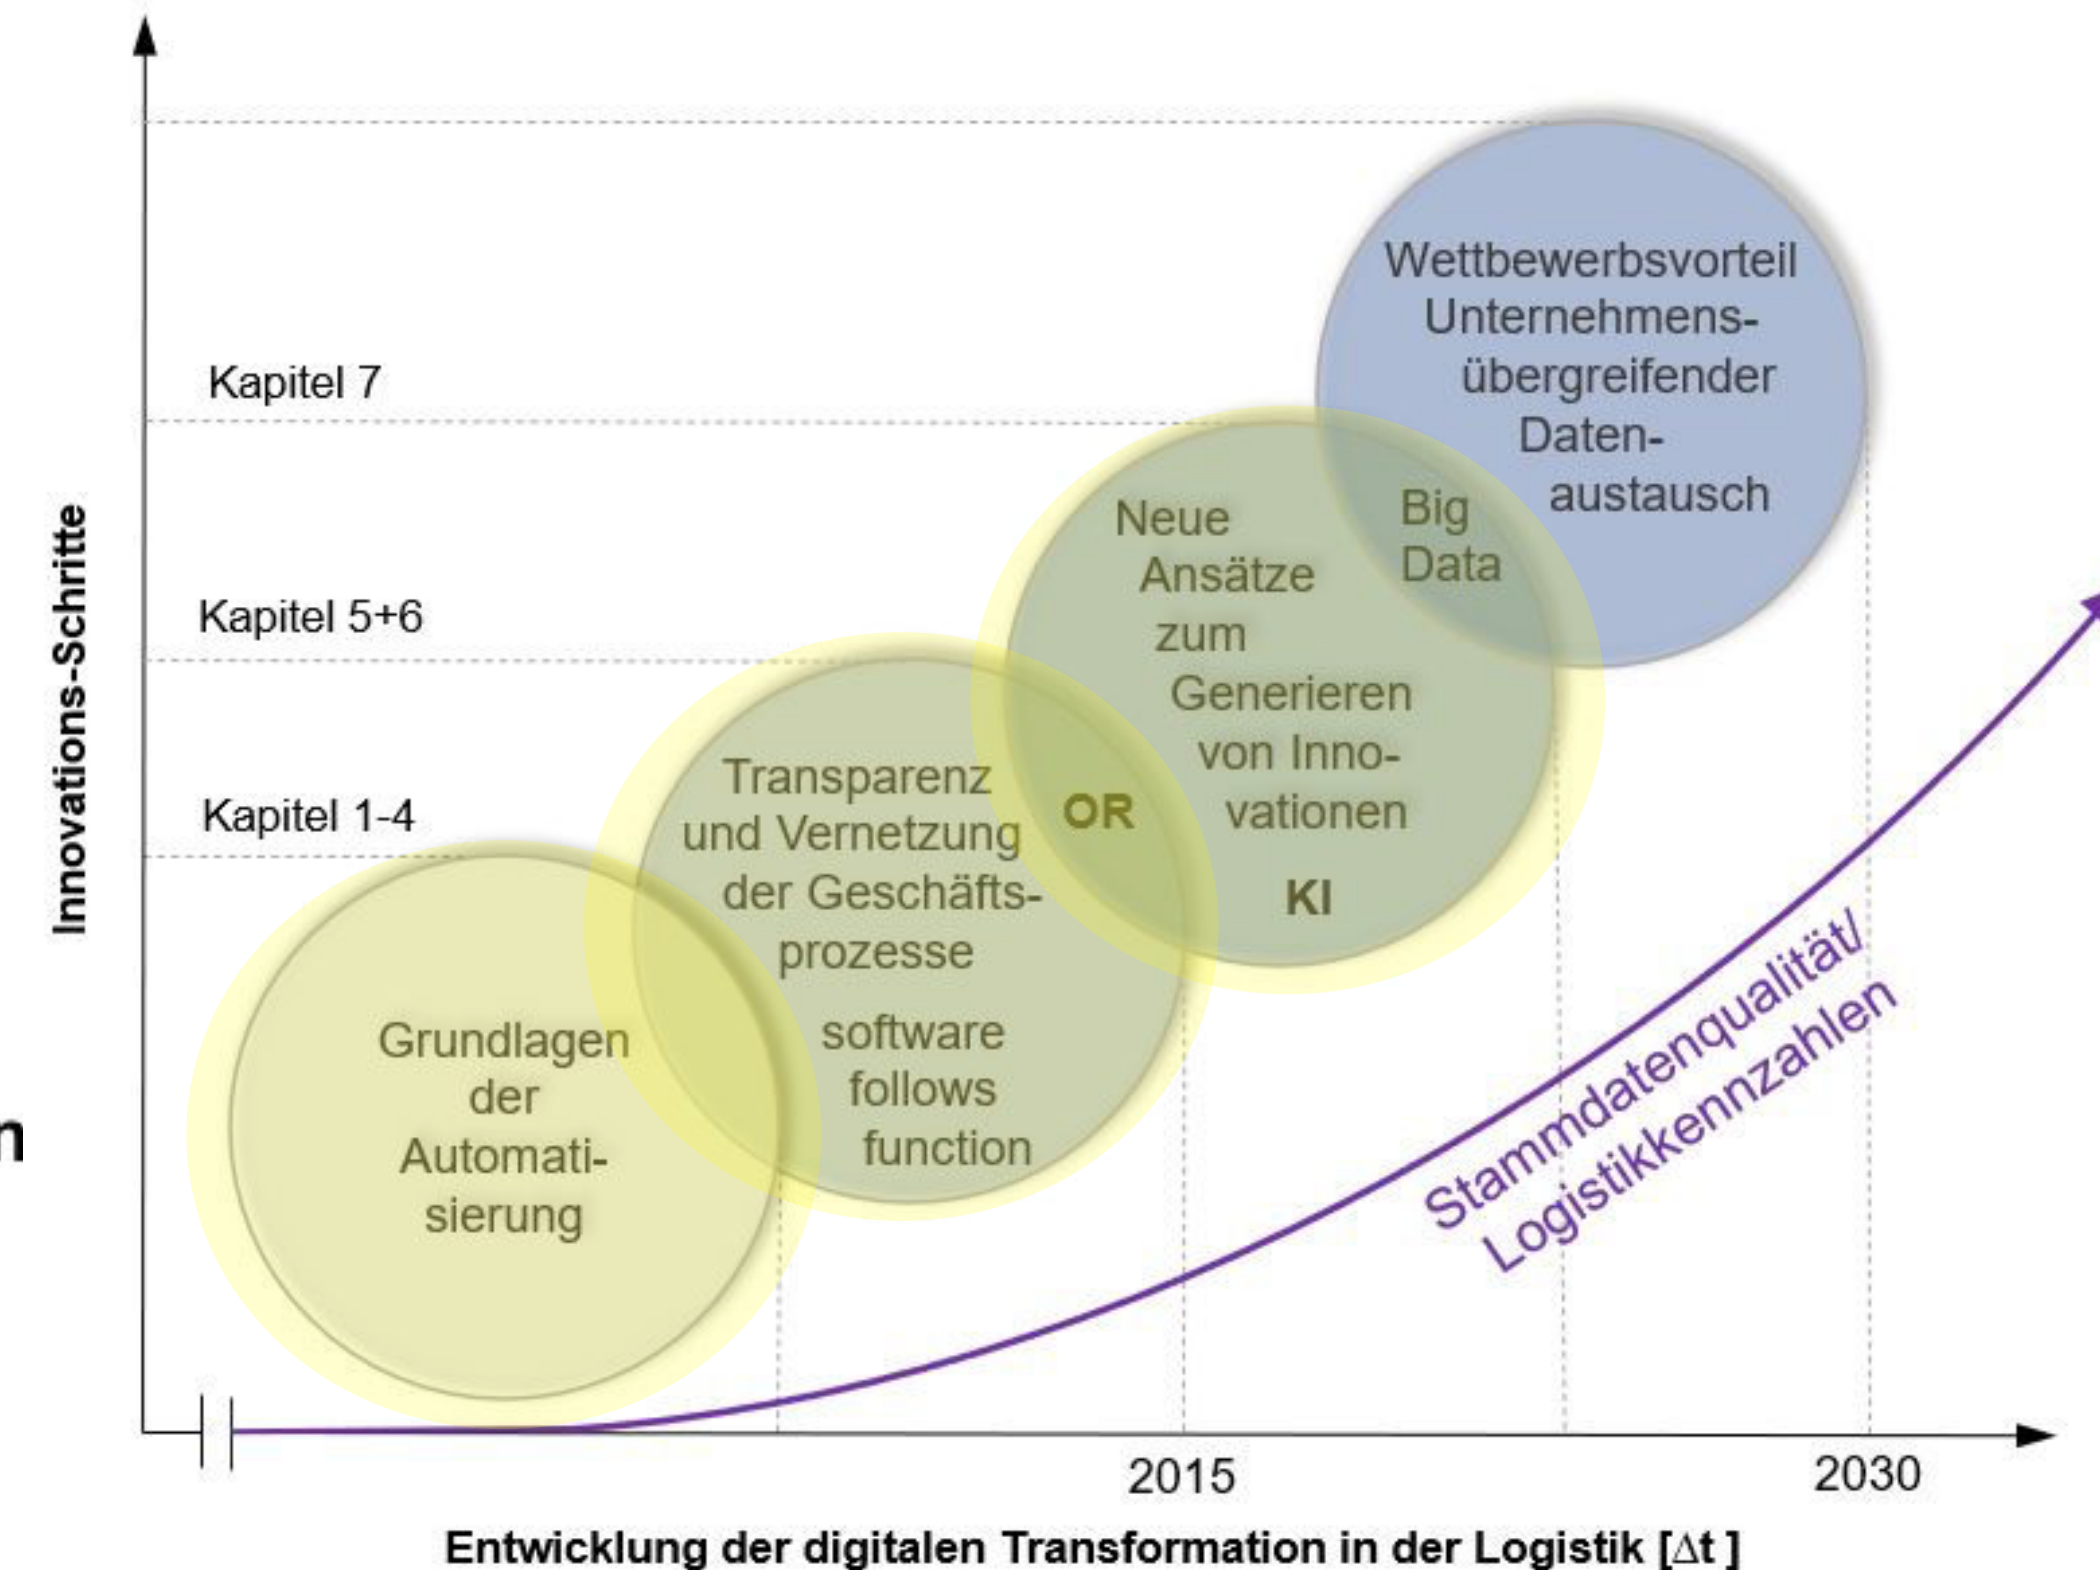 Wettbewerbsvorteil
Unternehmens-
übergreifender
Daten-
austausch
Kapitel 7
Big
Data
Neue
Ansätze
zum
Generieren
von Inno-
vationen
KI
Kapitel 5+6
OR
Transparenz
und Vernetzung
der Geschäfts-
prozesse
software
follows
function
Kapitel 1-4
Grundlagen
der
Automati-
sierung
Innovations-Schritte
Stammdatenqualität/
Logistikkennzahlen
2015
2030
Entwicklung der digitalen Transformation in der Logistik [Δt ]